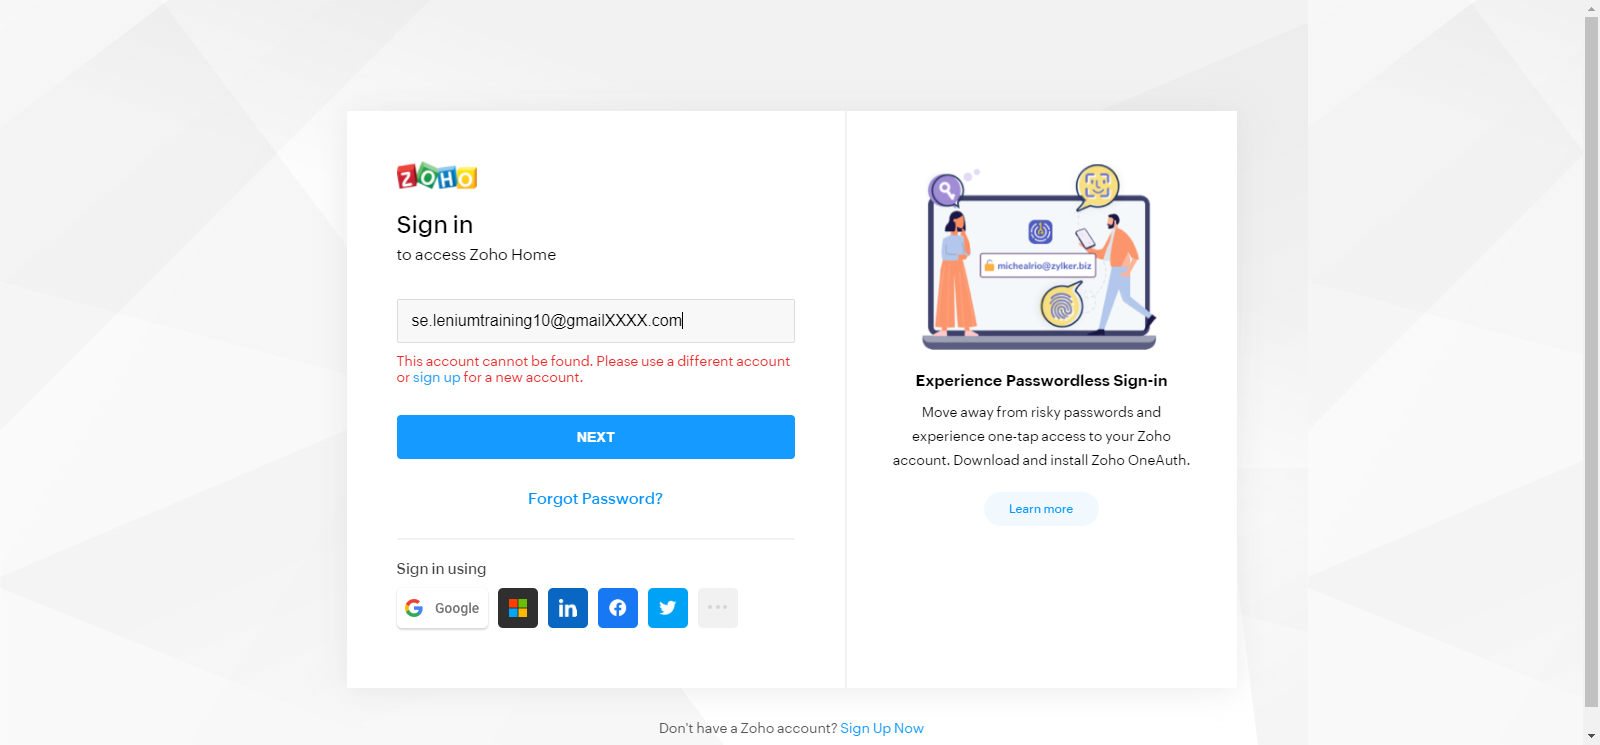 ZOHO
Sign in
to access Zoho Home
se.leniumtraining10@gmailXXXX.com
This account cannot be found. Please use a different account
or sign up for a new account.
NEXT
Forgot Password?
Sign in using
Google
in
michealrio@zylker.biz
Experience Passwordless Sign-in
Move away from risky passwords and
experience one-tap access to your Zoho
account. Download and install Zoho OneAuth.
Learn more
Don't have a Zoho account? Sign Up Now